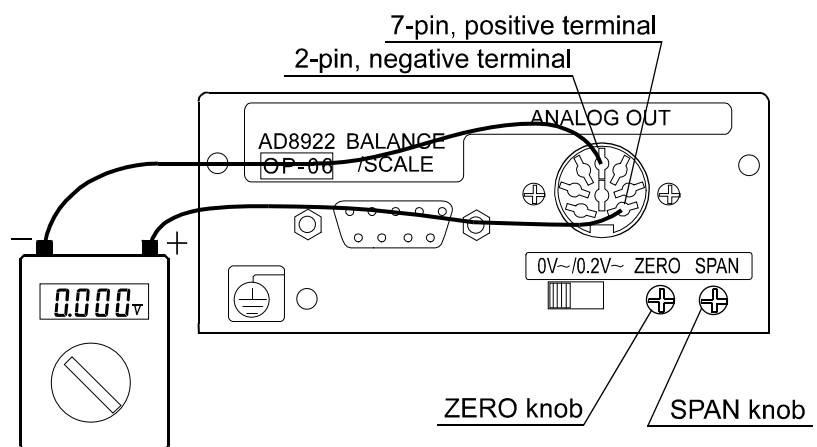 7-pin, positive terminal
2-pin, negative terminal
ANALOG OUT
AD8922 BALANCE
OP-06 /SCALE
− +
0V~/0.2V~ ZERO SPAN
0.000V
ZERO knob
SPAN knob